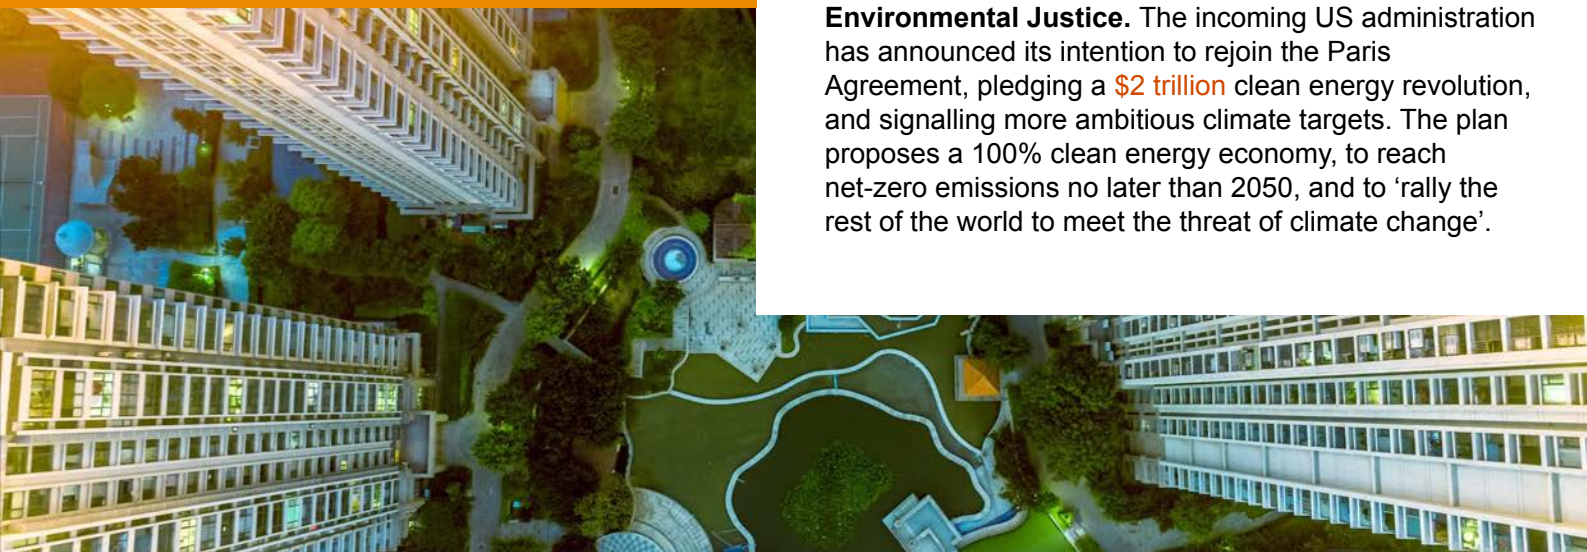 Environmental Justice. The incoming US administration
has announced its intention to rejoin the Paris
Agreement, pledging a $2 trillion clean energy revolution,
and signalling more ambitious climate targets. The plan
proposes a 100% clean energy economy, to reach
net-zero emissions no later than 2050, and to ‘rally the
rest of the world to meet the threat of climate change’.